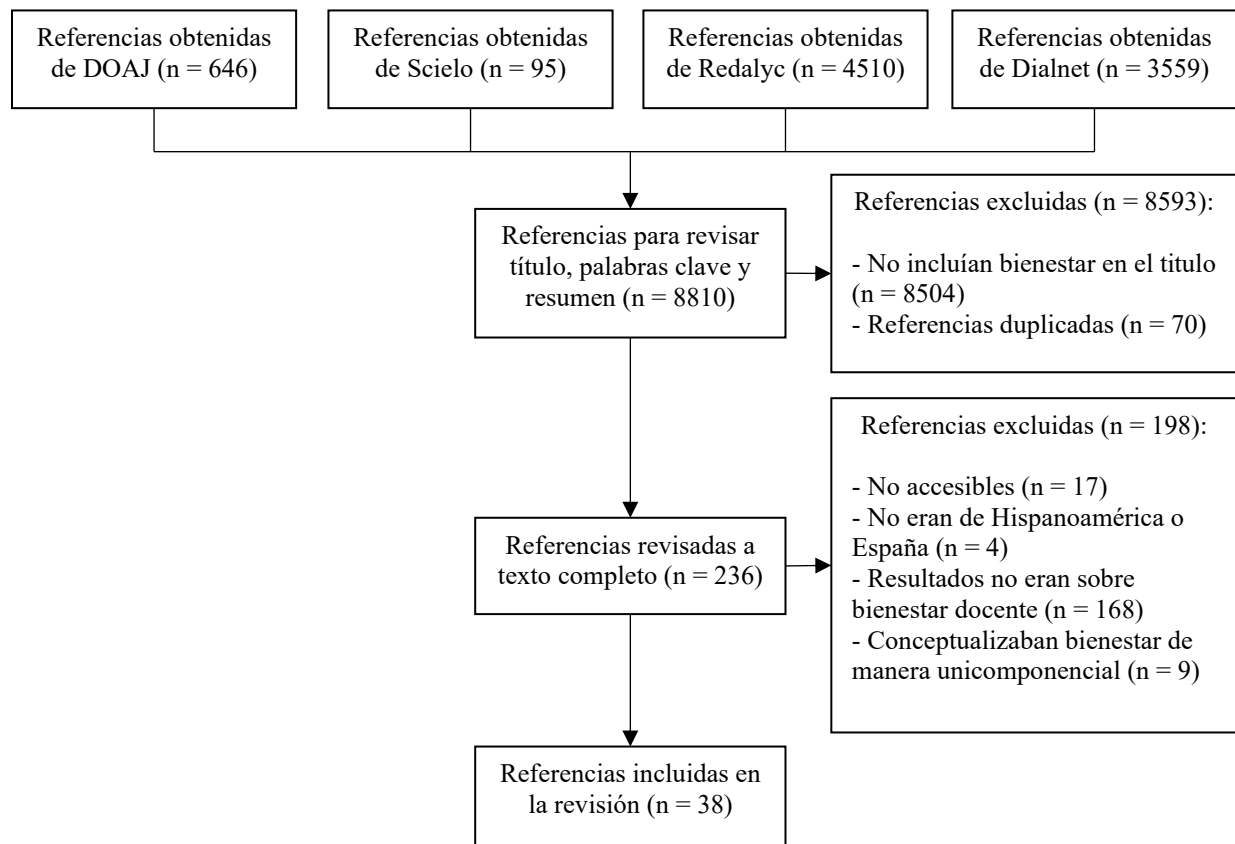 Referencias obtenidas
de DOAJ (n = 646)
Referencias obtenidas
de Scielo (n = 95)
Referencias obtenidas
de Redalyc (n = 4510)
Referencias obtenidas
de Dialnet (n = 3559)
Referencias para revisar
título, palabras clave y
resumen (n = 8810)
Referencias excluidas (n = 8593):
- No incluían bienestar en el titulo
(n = 8504)
- Referencias duplicadas (n = 70)
Referencias revisadas a
texto completo (n = 236)
Referencias excluidas (n = 198):
- No accesibles (n = 17)
- No eran de Hispanoamérica o
España (n = 4)
- Resultados no eran sobre
bienestar docente (n = 168)
- Conceptualizaban bienestar de
manera unicomponencial (n = 9)
Referencias incluidas en
la revisión (n = 38)